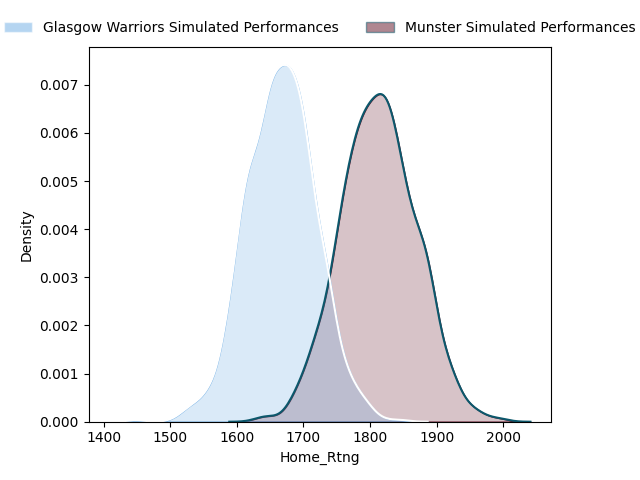 Glasgow Warriors Simulated Performances
Munster Simulated Performances
0.007
0.006
0.005
0.004
0.003
0.002
0.001
0.000
Density
1400 1500 1600 1700 1800 1900 2000
Home_Rtng